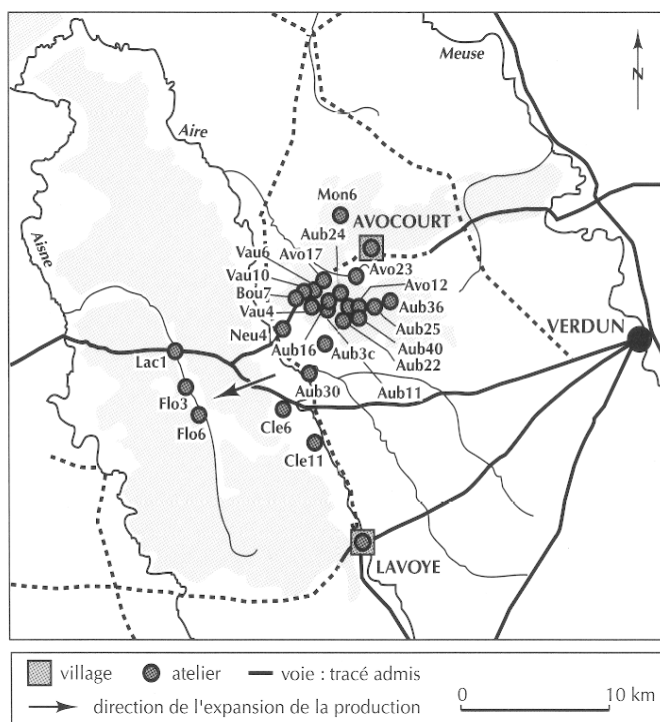 Meuse
N
Aire
Aisne
Mon6
AVOCOURT
Aub24
Avo17
Vau6
Avo23
Vau10
Avo12
Bou7
Aub36
Vau4
VERDUN
Neu4
Aub25
Aub16
Aub40
Aub3c
Aub22
Lac1
Aub30
Aub11
Flo3
Flo6
Cle6
Cle11
LAVOYE
village
atelier
voie : tracé admis
direction de l'expansion de la production
0
10 km